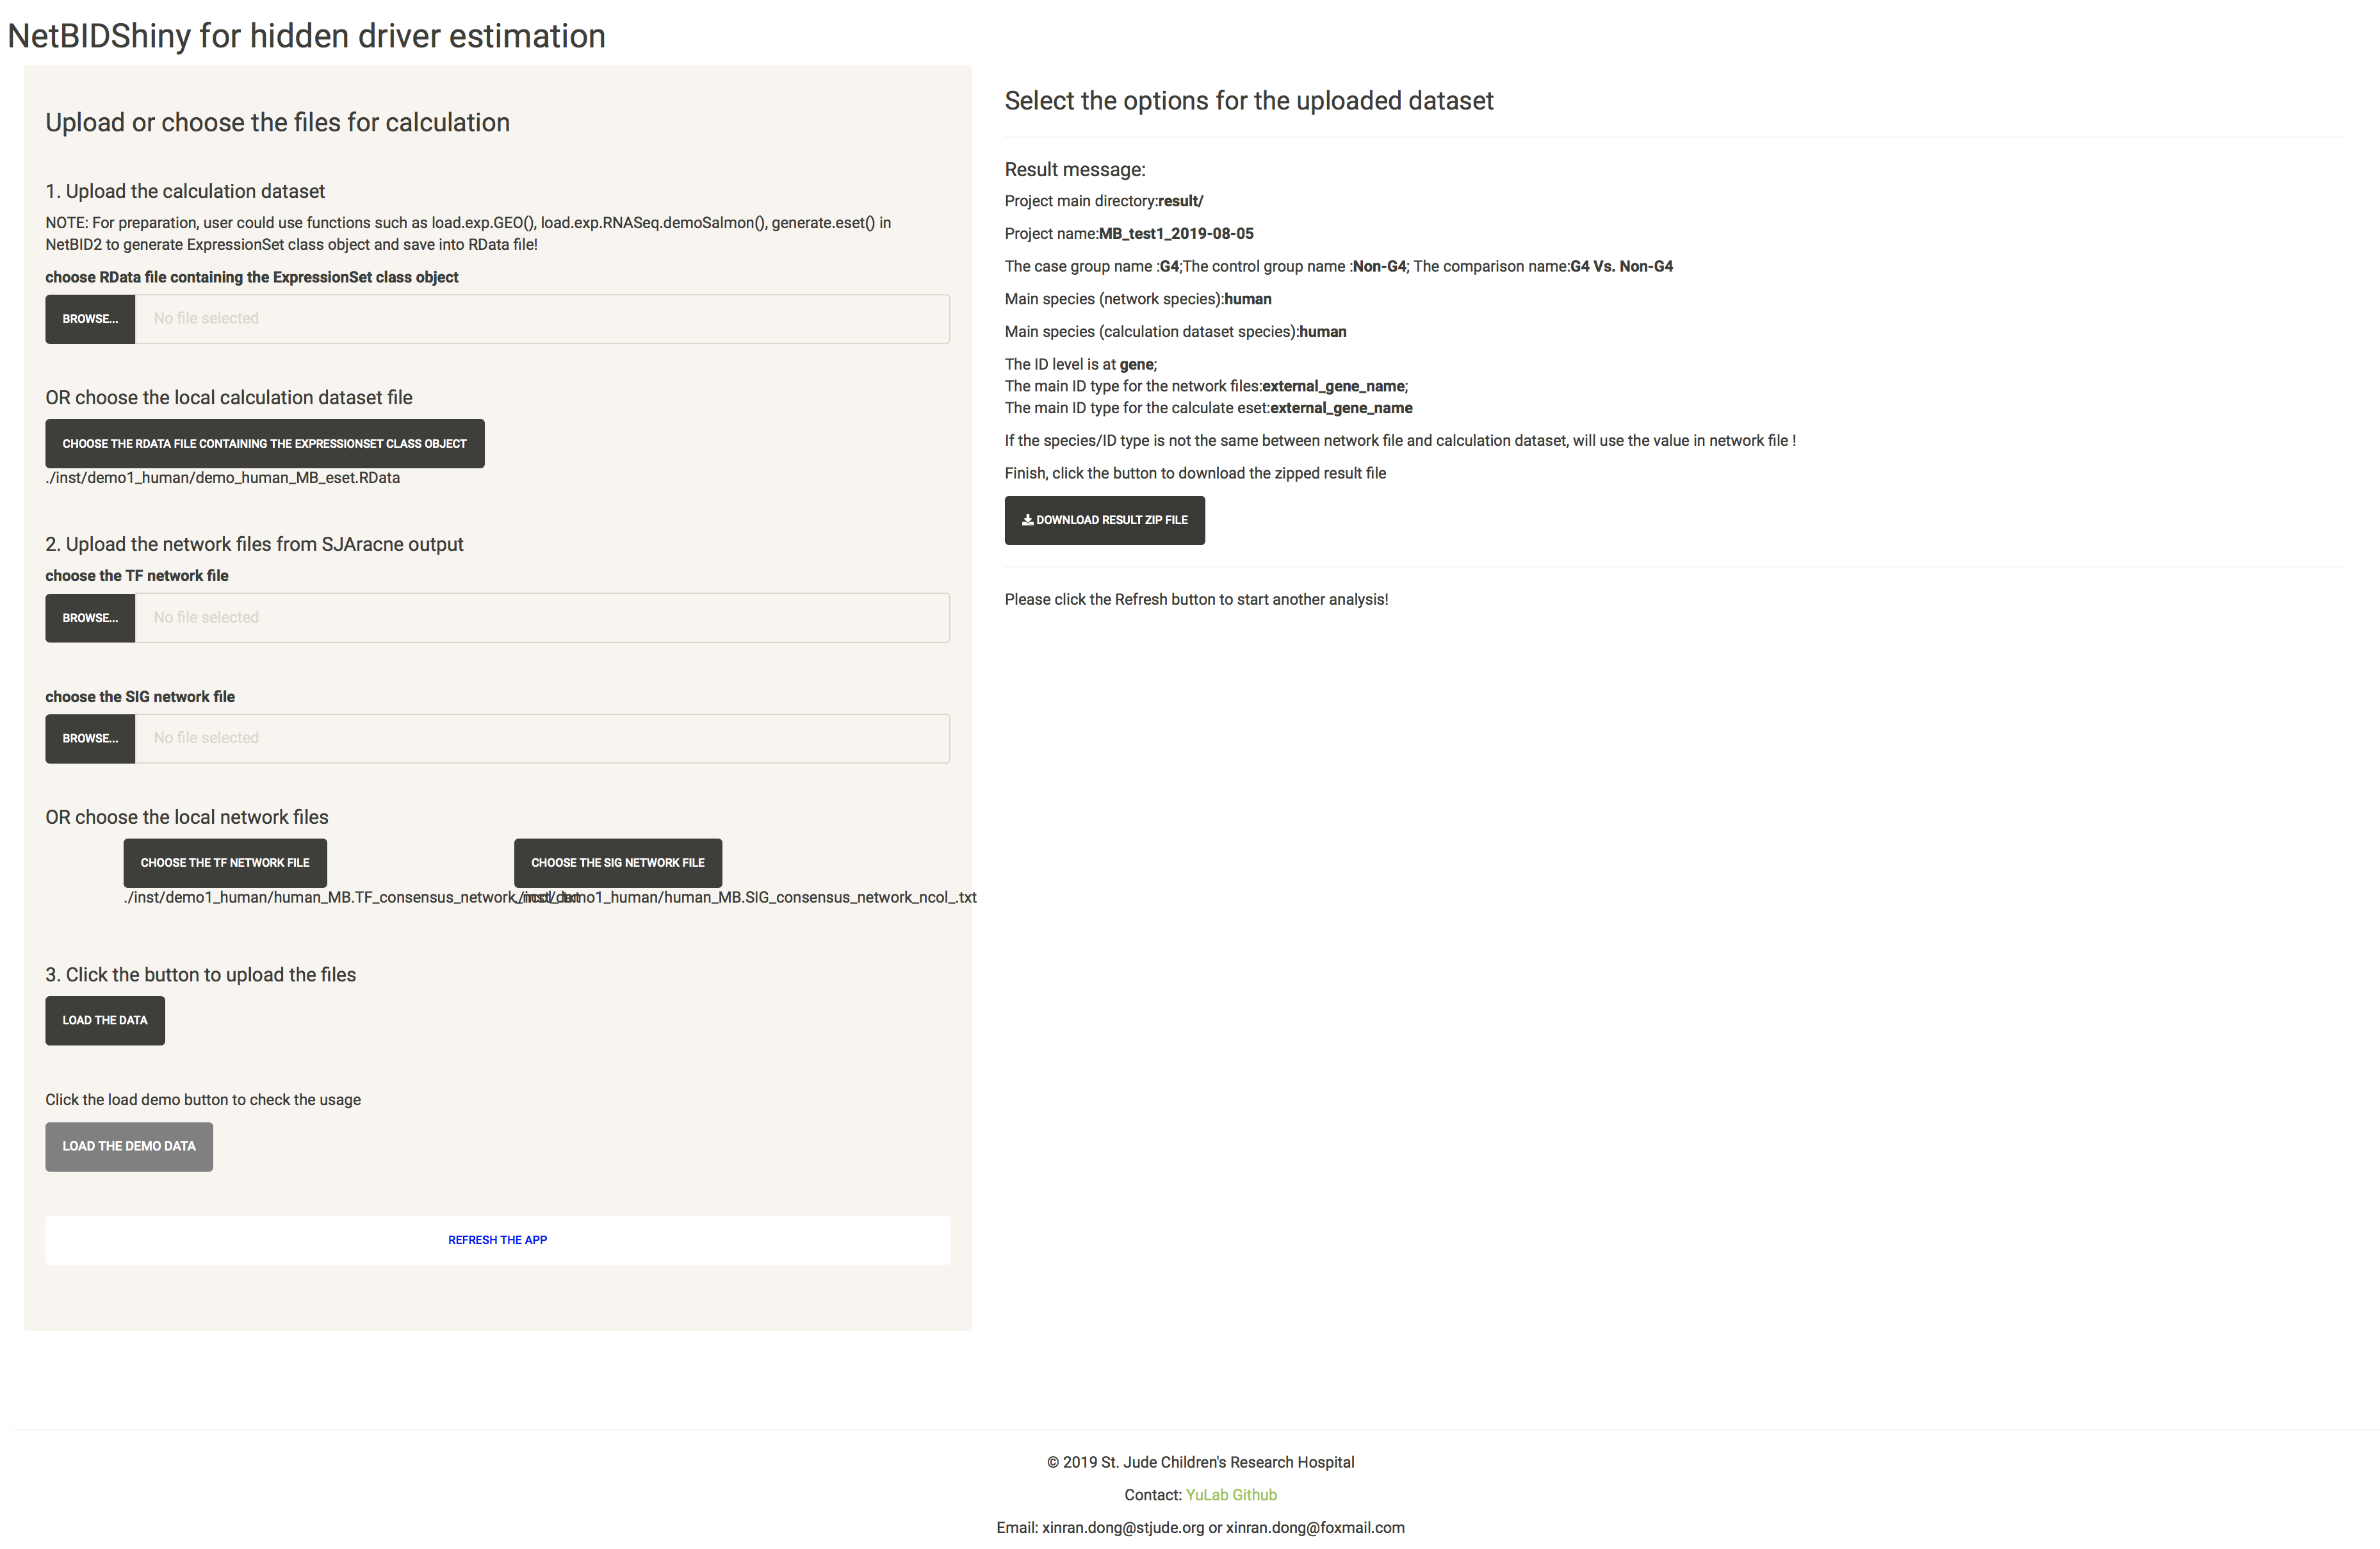 NetBIDShiny for hidden driver estimation
Upload or choose the files for calculation
1. Upload the calculation dataset
NOTE: For preparation, user could use functions such as load.exp.GEO(), load.exp.RNASeq.demoSalmon(), generate.eset() in
NetBID2 to generate ExpressionSet class object and save into RData file!
choose RData file containing the ExpressionSet class object
BROWSE... No file selected
OR choose the local calculation dataset file
CHOOSE THE RDATA FILE CONTAINING THE EXPRESSIONSET CLASS OBJECT
./inst/demo1_human/demo_human_MB_eset.RData
2. Upload the network files from SJAracne output
choose the TF network file
BROWSE... No file selected
choose the SIG network file
BROWSE... No file selected
OR choose the local network files
CHOOSE THE TF NETWORK FILE CHOOSE THE SIG NETWORK FILE
./inst/demo1_human/human_MB.TF_consensus_network_ncol_.txt ./inst/demo1_human/human_MB.SIG_consensus_network_ncol_.txt
3. Click the button to upload the files
LOAD THE DATA
Click the load demo button to check the usage
LOAD THE DEMO DATA
REFRESH THE APP
Select the options for the uploaded dataset
Result message:
Project main directory:result/
Project name:MB_test1_2019-08-05
The case group name :G4;The control group name :Non-G4; The comparison name:G4 Vs. Non-G4
Main species (network species):human
Main species (calculation dataset species):human
The ID level is at gene;
The main ID type for the network files:external_gene_name;
The main ID type for the calculate eset:external_gene_name
If the species/ID type is not the same between network file and calculation dataset, will use the value in network file !
Finish, click the button to download the zipped result file
DOWNLOAD RESULT ZIP FILE
Please click the Refresh button to start another analysis!
© 2019 St. Jude Children's Research Hospital
Contact: YuLab Github
Email: xinran.dong@stjude.org or xinran.dong@foxmail.com